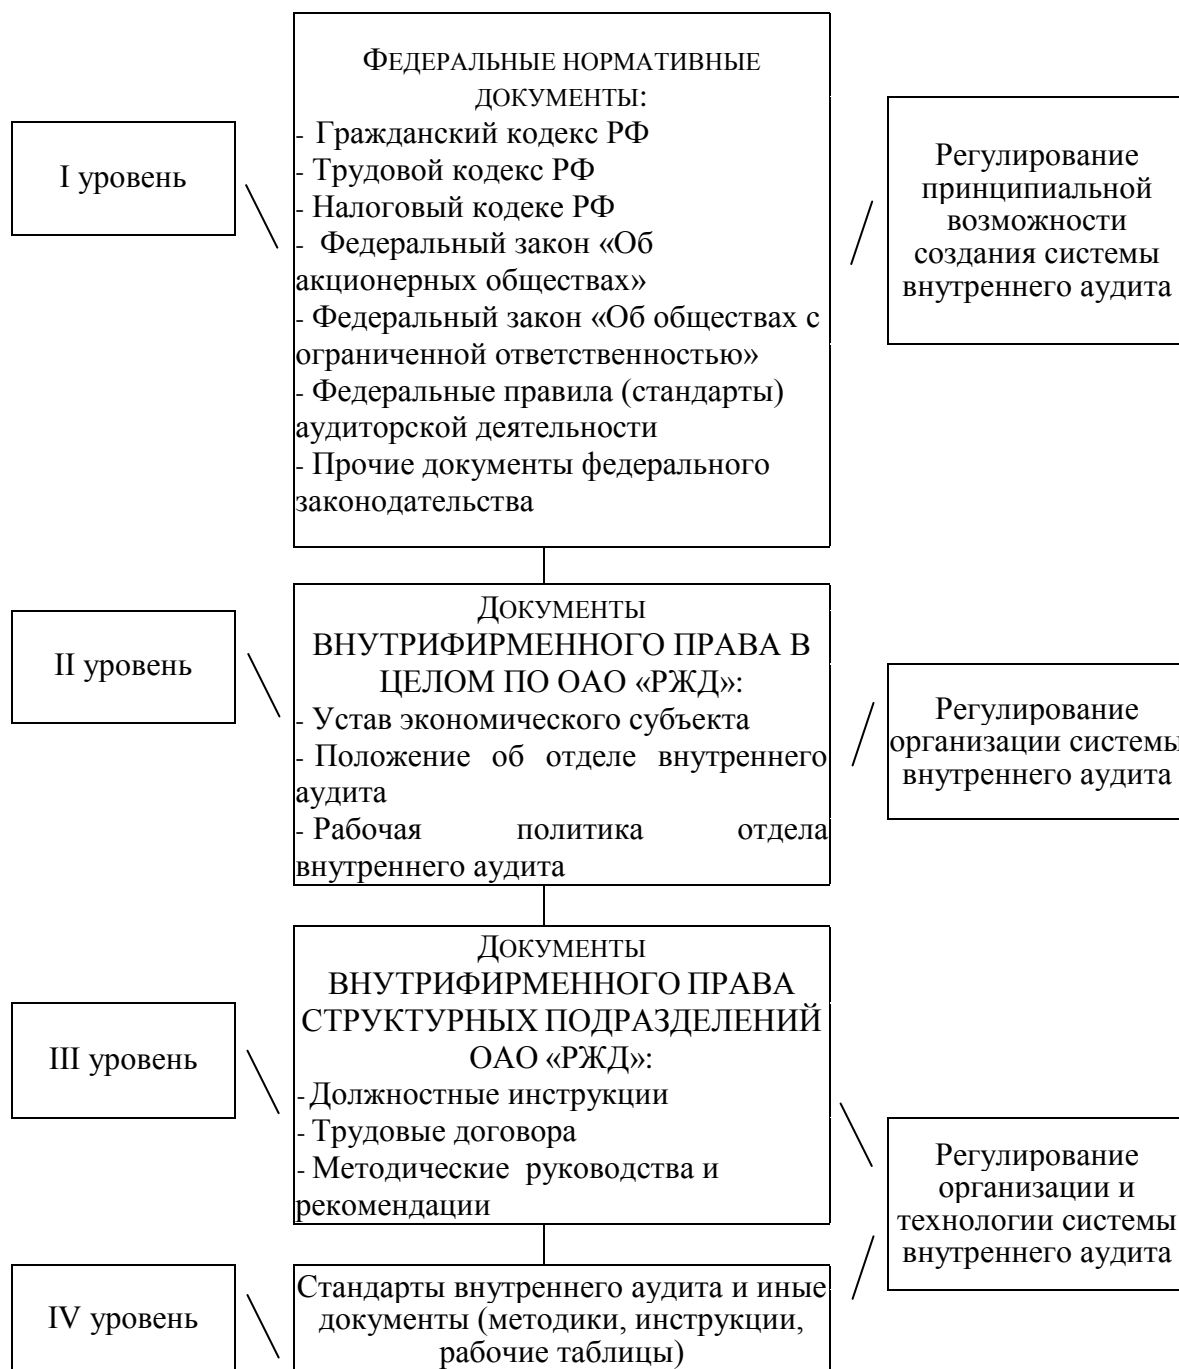 ФЕДЕРАЛЬНЫЕ НОРМАТИВНЫЕ
ДОКУМЕНТЫ:
- Гражданский кодекс РФ
- Трудовой кодекс РФ
- Налоговый кодеке РФ
- Федеральный закон «Об
акционерных обществах»
- Федеральный закон «Об обществах с
ограниченной ответственностью»
- Федеральные правила (стандарты)
аудиторской деятельности
- Прочие документы федерального
законодательства
I уровень
Регулирование
принципиальной
возможности
создания системы
внутреннего аудита
II уровень
ДОКУМЕНТЫ
ВНУТРИФИРМЕННОГО ПРАВА В
ЦЕЛОМ ПО ОАО «РЖД»:
- Устав экономического субъекта
- Положение об отделе внутреннего
аудита
- Рабочая политика отдела
внутреннего аудита
Регулирование
организации системы
внутреннего аудита
III уровень
ДОКУМЕНТЫ
ВНУТРИФИРМЕННОГО ПРАВА
СТРУКТУРНЫХ ПОДРАЗДЕЛЕНИЙ
ОАО «РЖД»:
- Должностные инструкции
- Трудовые договора
- Методические руководства и
рекомендации
Регулирование
организации и
технологии системы
внутреннего аудита
IV уровень
Стандарты внутреннего аудита и иные
документы (методики, инструкции,
рабочие таблицы)